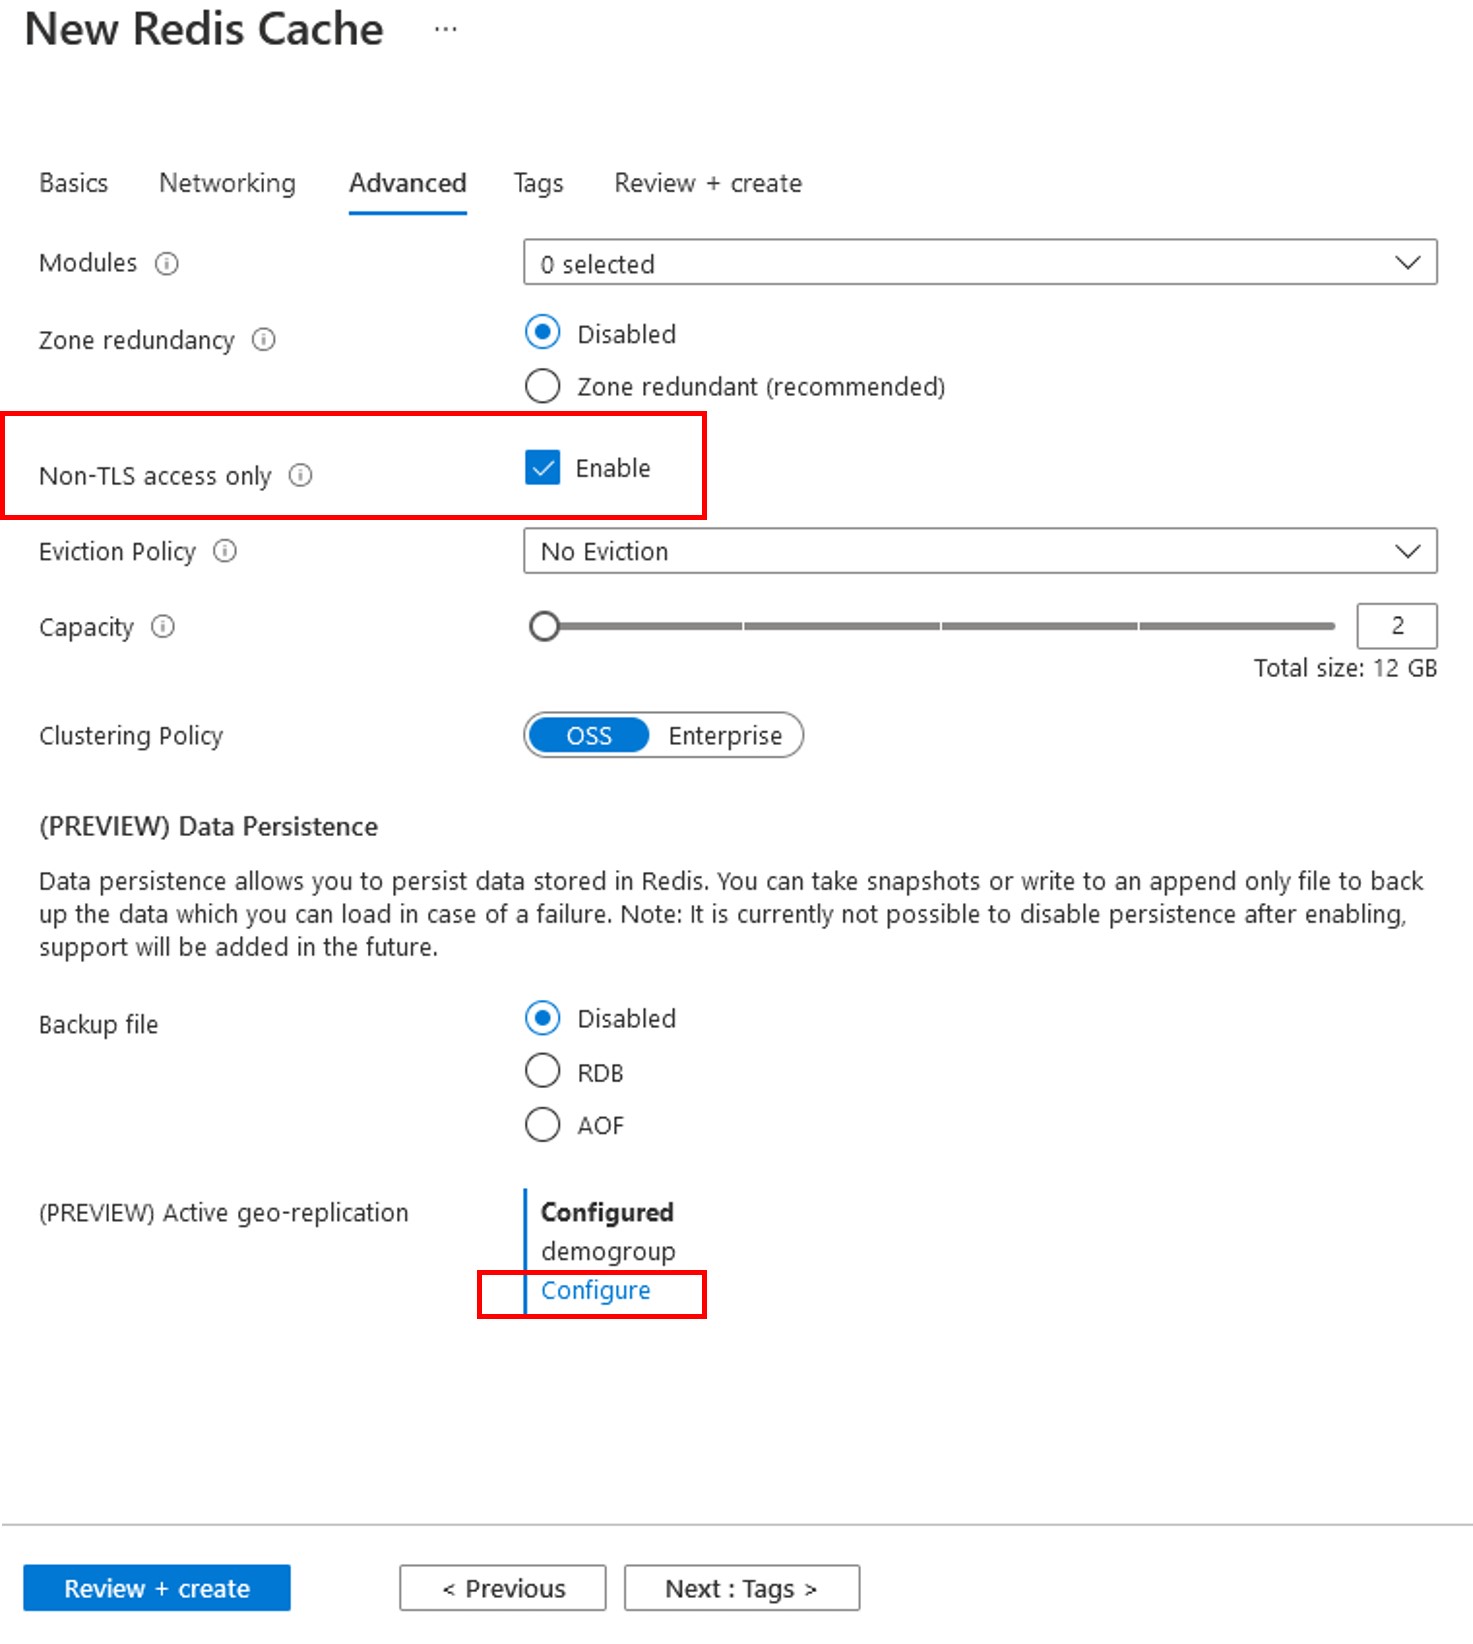 New Redis Cache ...
Basics Networking Advanced Tags Review + create
Modules 0 selected
Zone redundancy Disabled
Zone redundant (recommended)
Non-TLS access only Enable
Eviction Policy No Eviction
Capacity 2
Total size: 12 GB
Clustering Policy OSS Enterprise
(PREVIEW) Data Persistence
Data persistence allows you to persist data stored in Redis. You can take snapshots or write to an append only file to back
up the data which you can load in case of a failure. Note: It is currently not possible to disable persistence after enabling,
support will be added in the future.
Backup file Disabled
RDB
AOF
(PREVIEW) Active geo-replication Configured
demogroup
Configure
Review + create < Previous Next : Tags >